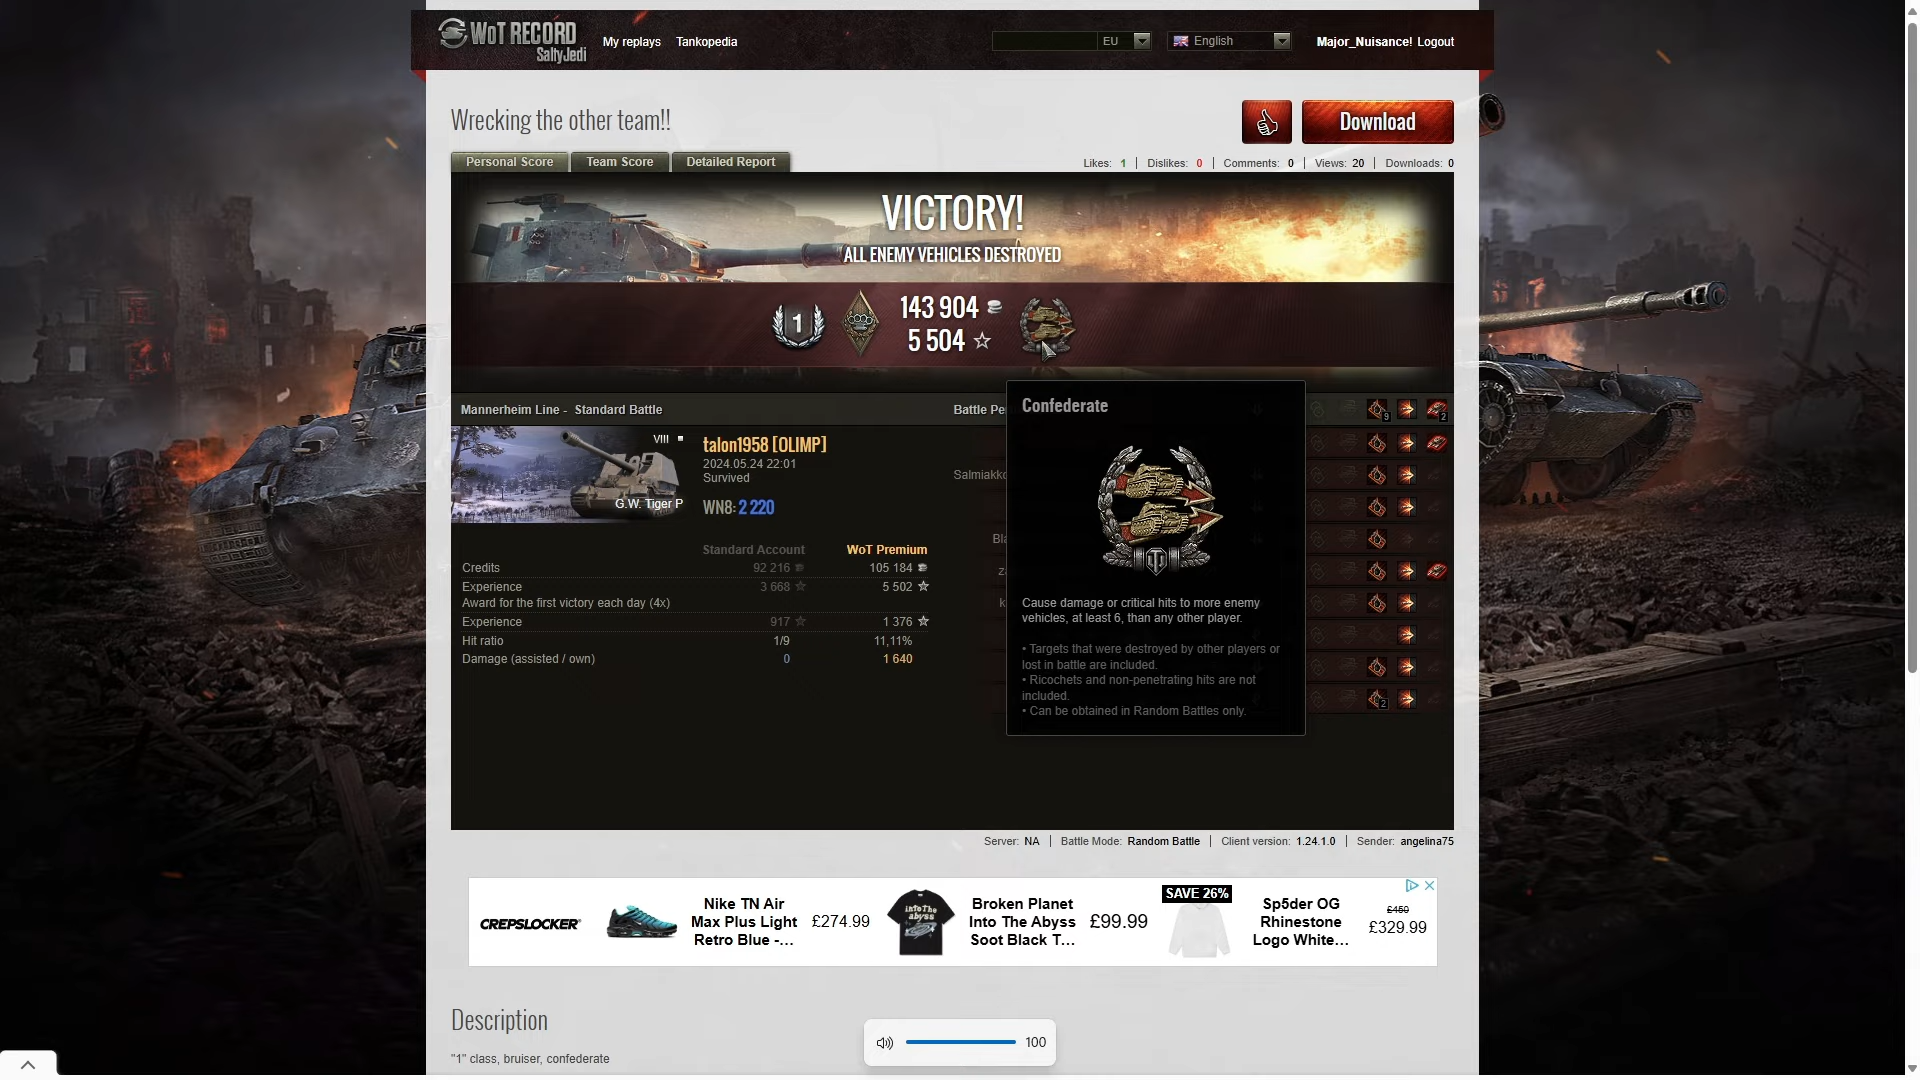 WoT RECORD
SaltyJedi
My replays
Tankopedia
EU
English
Major_Nuisance! Logout
Wrecking the other team!!
Download
Personal Score
Team Score
Detailed Report
Likes: 1 | Dislikes: 0 | Comments: 0 | Views: 20 | Downloads: 0
VICTORY!
ALL ENEMY VEHICLES DESTROYED
1
143 904
5 504
Mannerheim Line - Standard Battle
Battle Pe
9
2
VIII
G.W. Tiger P
talon1958 [OLIMP]
2024.05.24 22:01
Survived
WN8: 2 220
Standard Account WoT Premium
Credits 92 216 105 184
Experience 3 668 5 502
Award for the first victory each day (4x)
Experience 917 1 376
Hit ratio 1/9 11,11%
Damage (assisted / own) 0 1 640
Salmiakko
Bla
za
k
2
Confederate
Cause damage or critical hits to more enemy
vehicles, at least 6, than any other player.
• Targets that were destroyed by other players or
lost in battle are included.
• Ricochets and non-penetrating hits are not
included.
• Can be obtained in Random Battles only.
Server: NA | Battle Mode: Random Battle | Client version: 1.24.1.0 | Sender: angelina75
CREPSLOCKER
Nike TN Air
Max Plus Light
Retro Blue -...
£274.99
into The
abyss
Broken Planet
Into The Abyss
Soot Black T...
£99.99
SAVE 26%
Sp5der OG
Rhinestone
Logo White...
£450
£329.99
Description
"1" class, bruiser, confederate
100